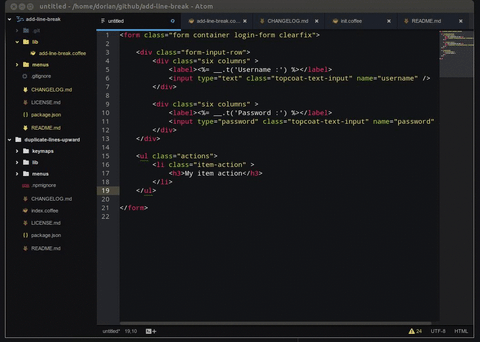 untitled - /home/dorian/github/add-line-break - Atom
add-line-break
.git
lib
add-line-break.coffee
menus
.gitignore
CHANGELOG.md
LICENSE.md
package.json
README.md
duplicate-lines-upward
keymaps
lib
menus
.npmignore
CHANGELOG.md
index.coffee
LICENSE.md
package.json
README.md
untitled
add-line-break.co...
CHANGELOG.md
init.coffee
README.md
1 <form class="form container login-form clearfix">
2
3 <div class="form-input-row">
4 <div class="six columns" >
5 <label><%= __.t('Username :') %></label>
6 <input type="text" class="topcoat-text-input" name="username" />
7 </div>
8
9 <div class="six columns" >
10 <label><%= __.t('Password :') %></label>
11 <input type="password" class="topcoat-text-input" name="password"
12 </div>
13 </div>
14
15 <ul class="actions">
16 <li class="item-action" >
17 <h3>My item action</h3>
18 </li>
19 </ul>
20
21 </form>
22
untitled* 19,10
24 UTF-8 HTML